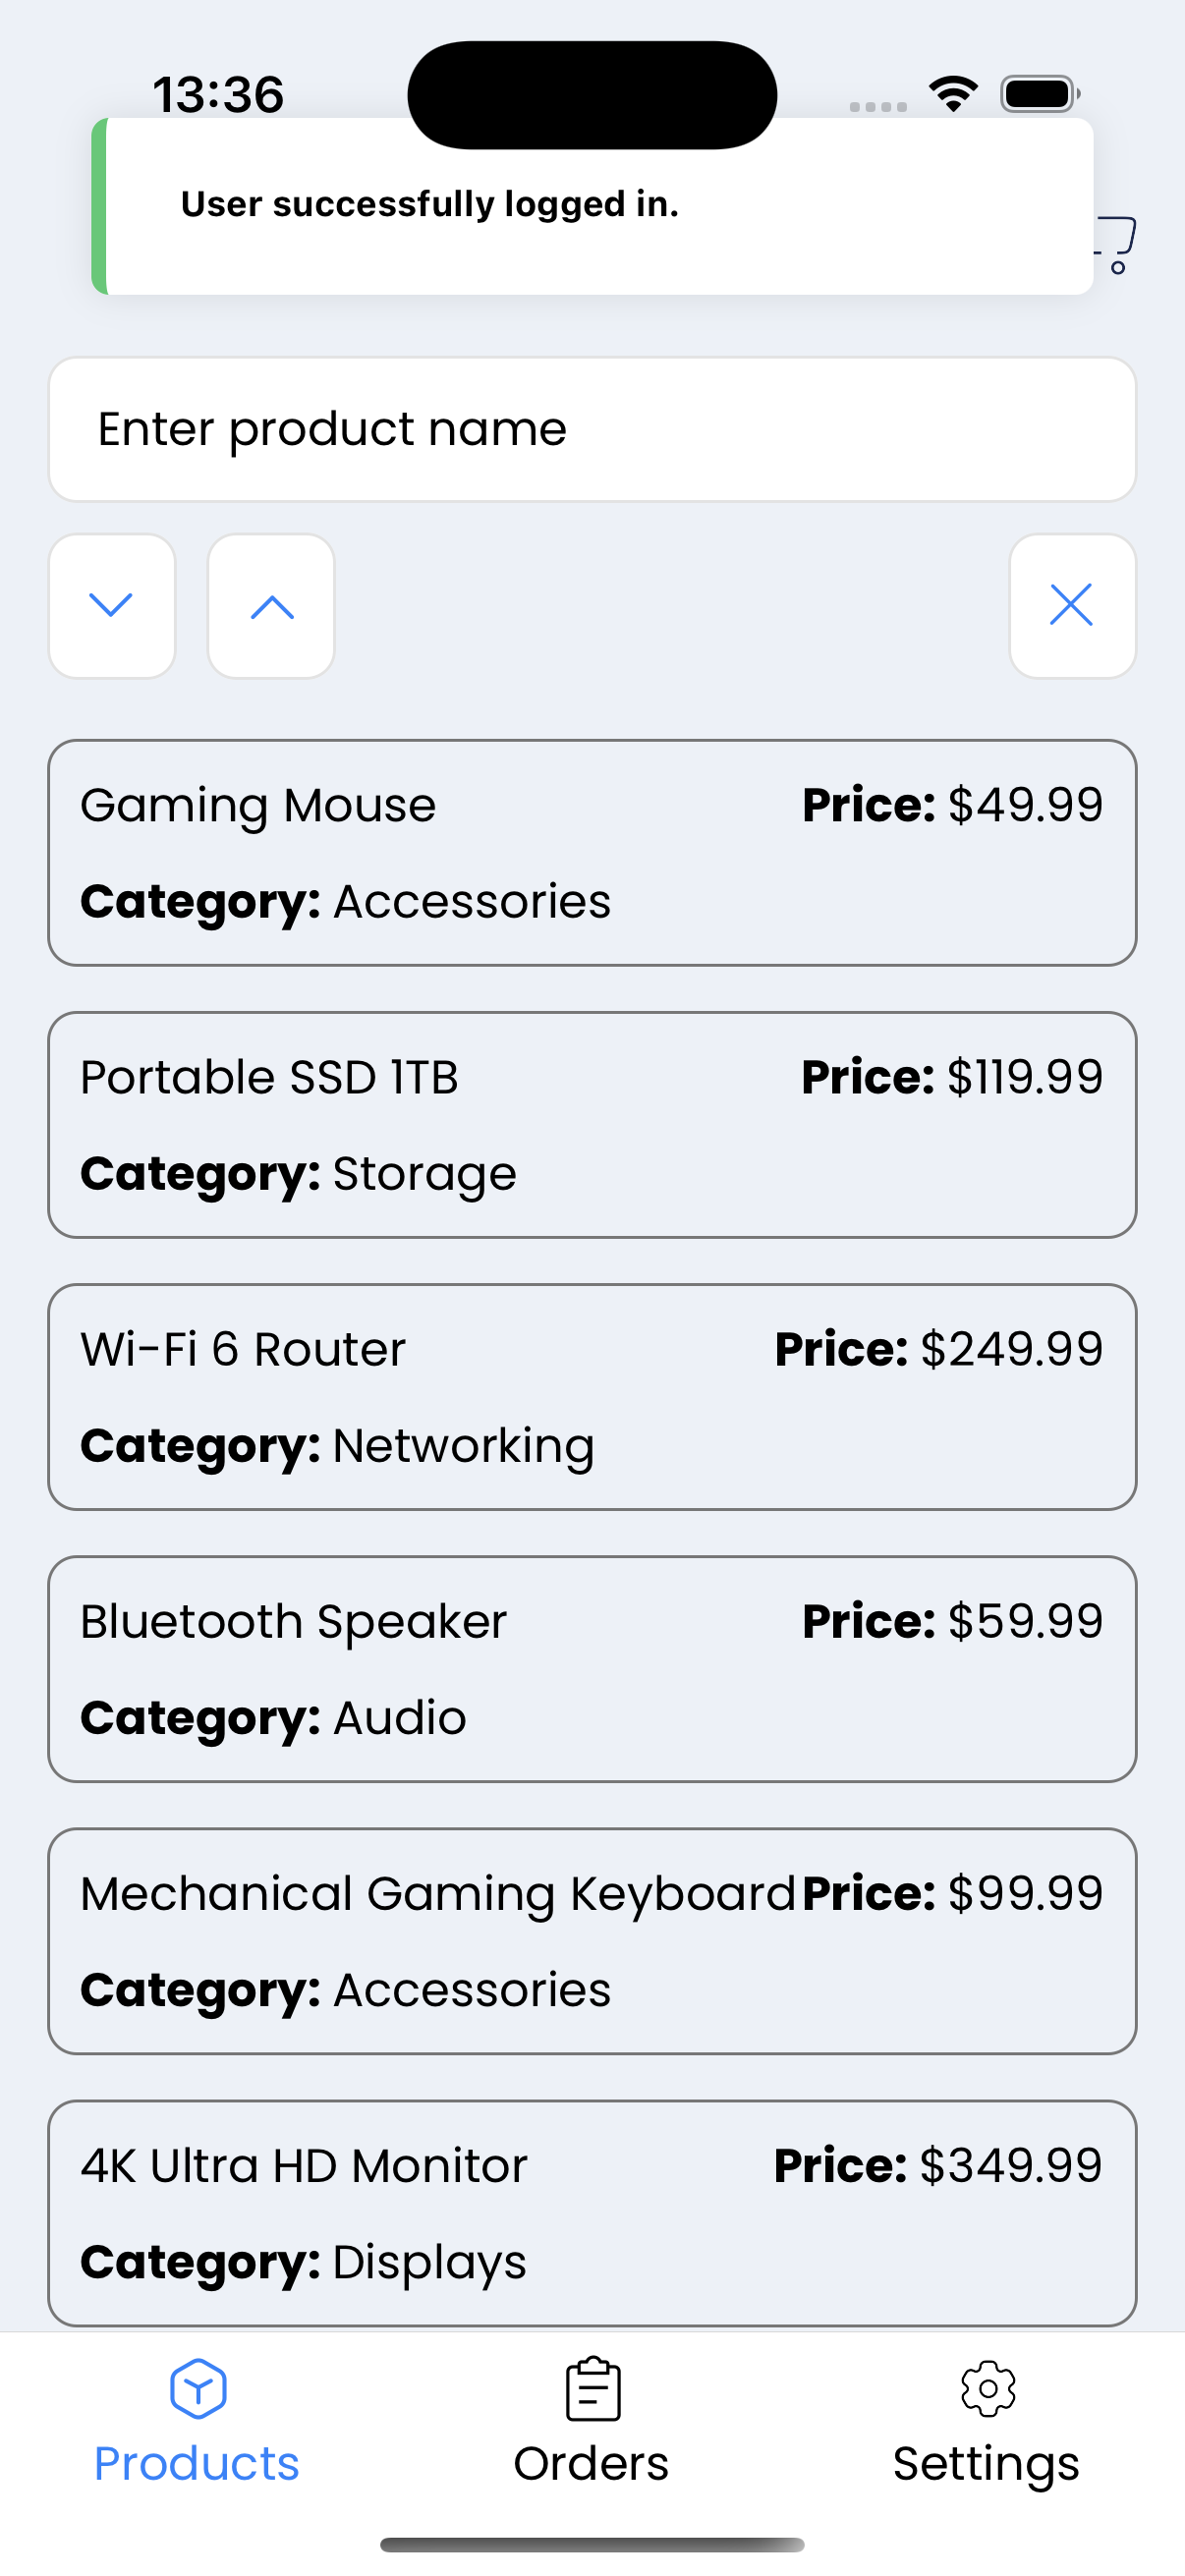 13:36
User successfully logged in.
Enter product name
Gaming Mouse Price: $49.99
Category: Accessories
Portable SSD 1TB Price: $119.99
Category: Storage
Wi-Fi 6 Router Price: $249.99
Category: Networking
Bluetooth Speaker Price: $59.99
Category: Audio
Mechanical Gaming Keyboard Price: $99.99
Category: Accessories
4K Ultra HD Monitor Price: $349.99
Category: Displays
Products Orders Settings